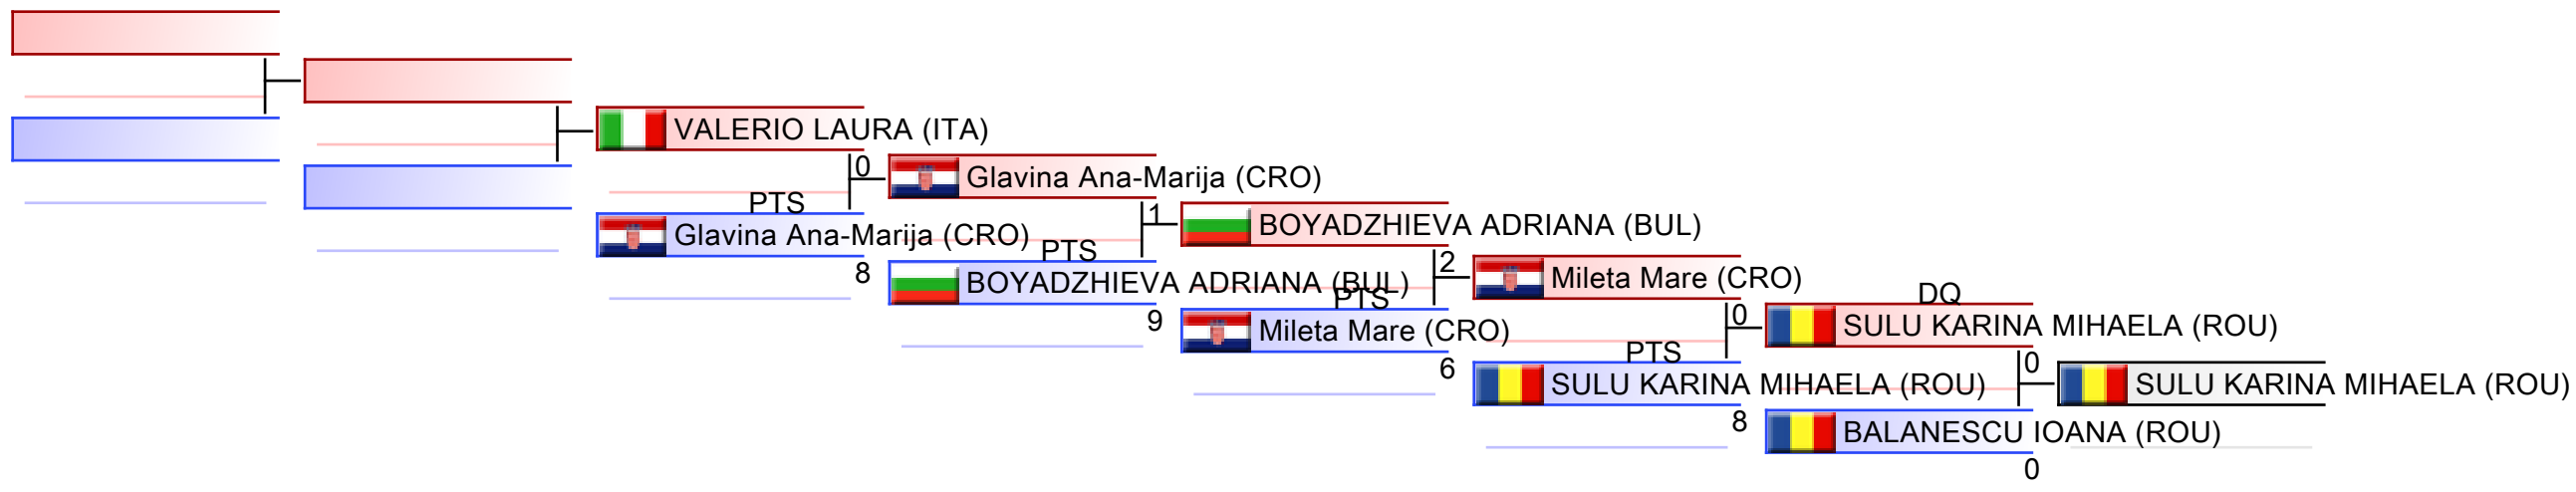 VALERIO LAURA (ITA)
0
PTS
Glavina Ana-Marija (CRO)
8
Glavina Ana-Marija (CRO)
1
PTS
BOYADZHIEVA ADRIANA (BUL)
9
BOYADZHIEVA ADRIANA (BUL)
2
PTS
Mileta Mare (CRO)
6
Mileta Mare (CRO)
0
PTS
SULU KARINA MIHAELA (ROU)
8
DQ
SULU KARINA MIHAELA (ROU)
0
BALANESCU IOANA (ROU)
0
SULU KARINA MIHAELA (ROU)